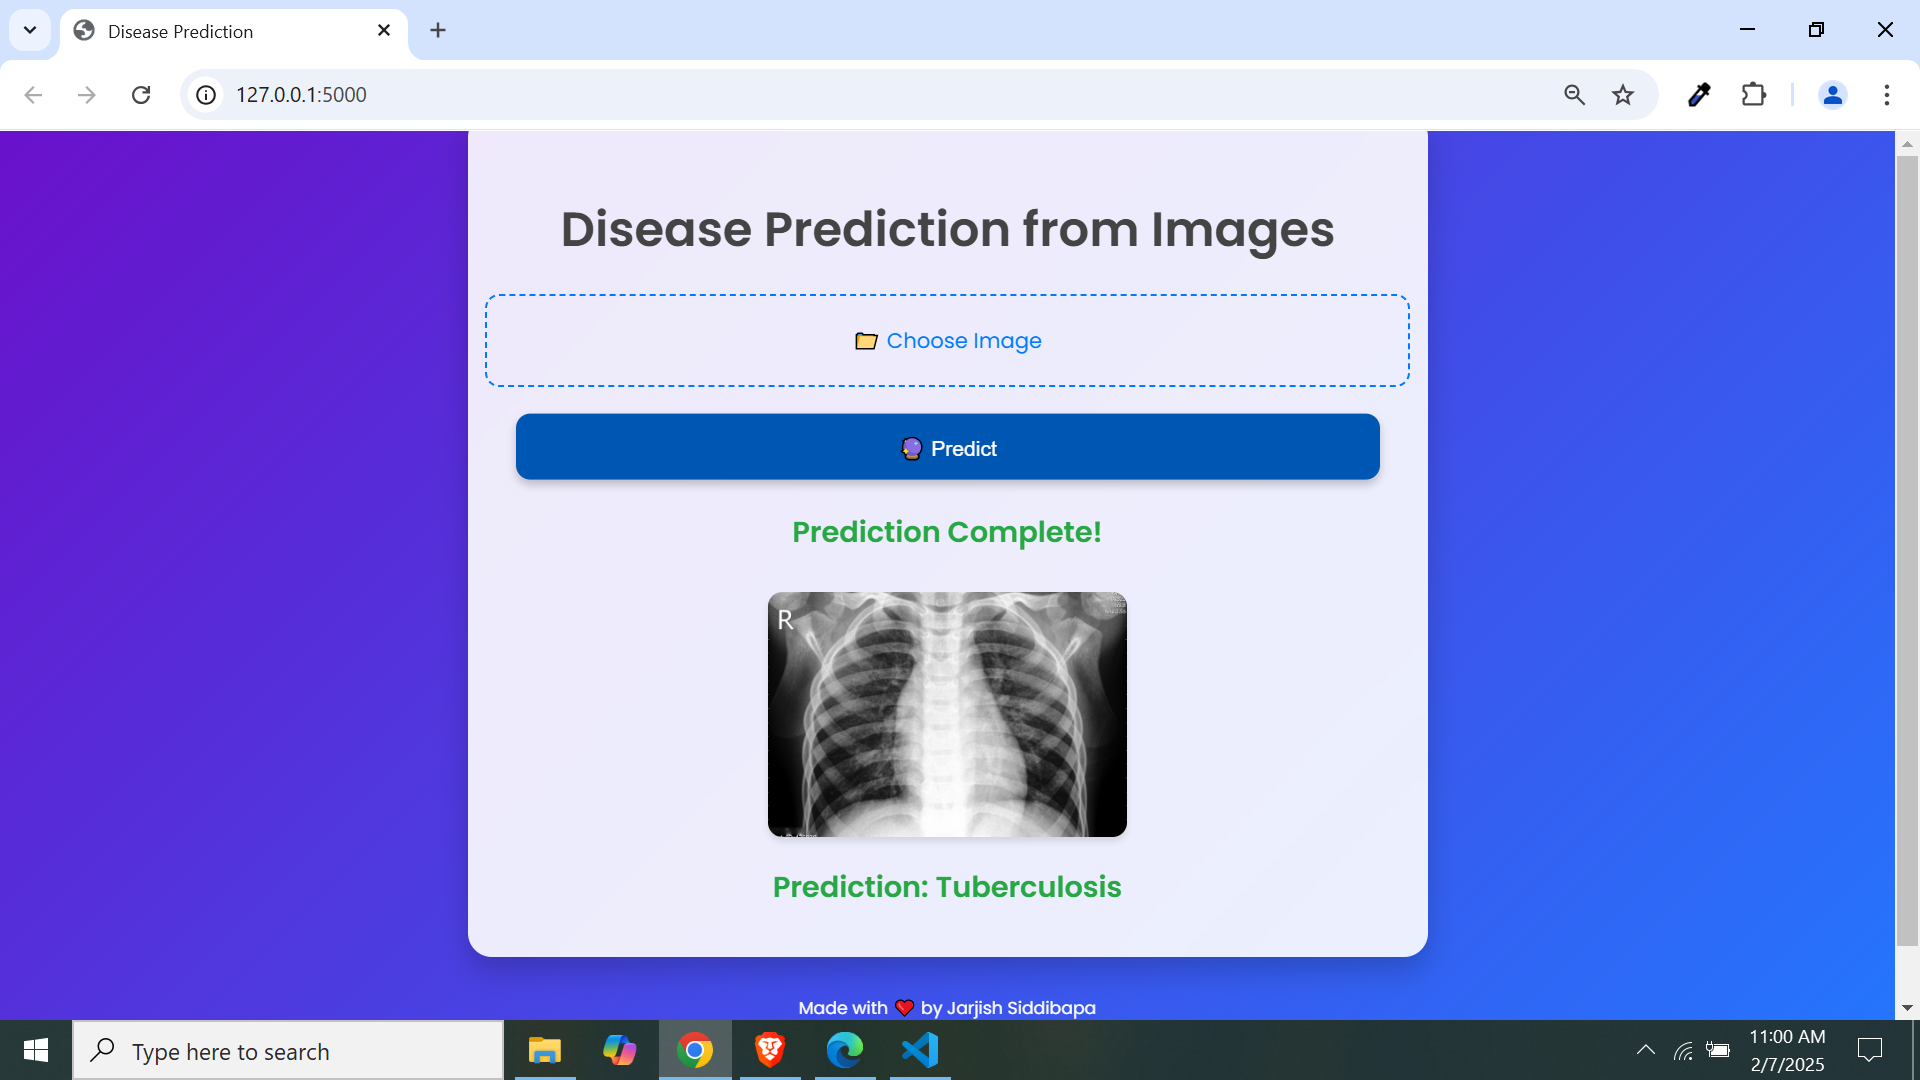 Disease Prediction
127.0.0.1:5000
Disease Prediction from Images
📁 Choose Image
🔮 Predict
Prediction Complete!
R
Prediction: Tuberculosis
Made with ❤️ by Jarjish Siddibapa
Type here to search
11:00 AM
2/7/2025